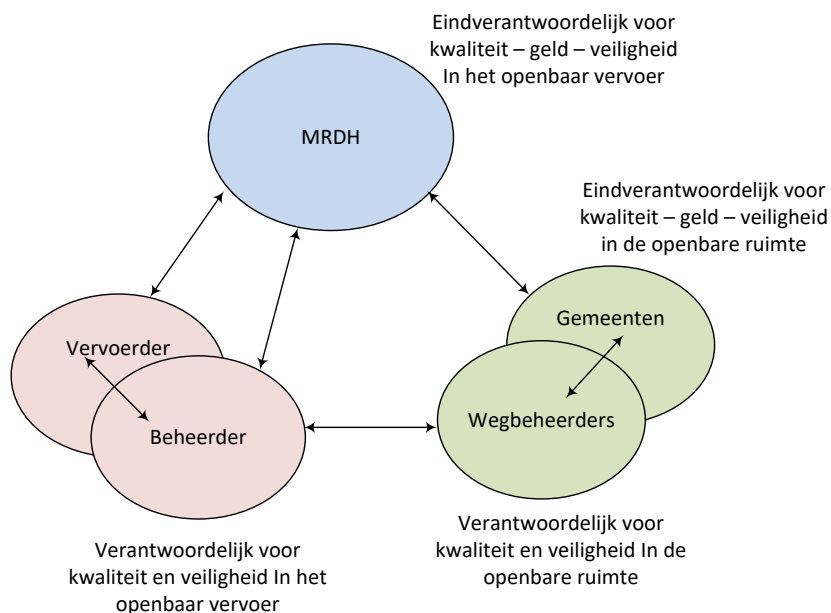 Eindverantwoordelijk voor
kwaliteit – geld – veiligheid
In het openbaar vervoer
MRDH
Eindverantwoordelijk voor
kwaliteit – geld – veiligheid
in de openbare ruimte
Gemeenten
Vervoerder
Wegbeheerders
Beheerder
Verantwoordelijk voor
kwaliteit en veiligheid In de
openbare ruimte
Verantwoordelijk voor
kwaliteit en veiligheid In het
openbaar vervoer